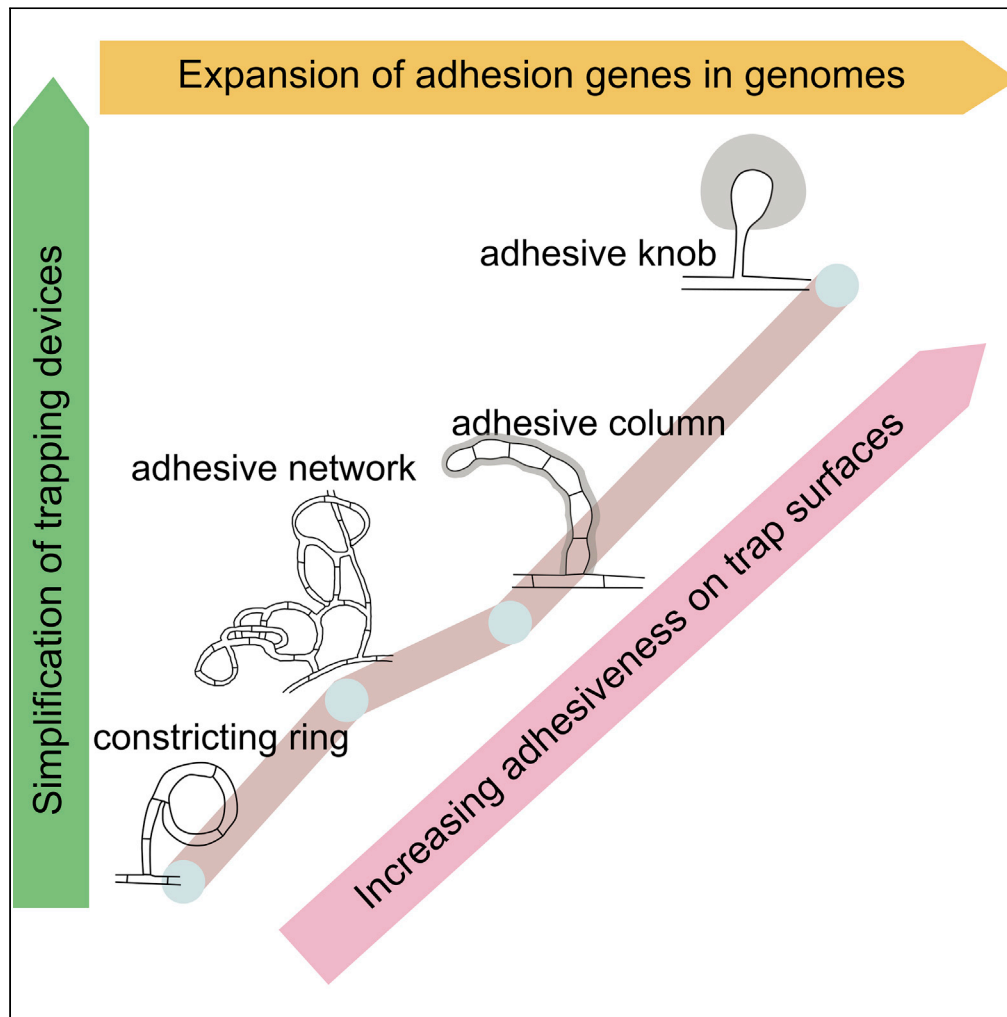 Expansion of adhesion genes in genomes
Simplification of trapping devices
adhesive knob
adhesive column
adhesive network
constricting ring
Increasing adhesiveness on trap surfaces